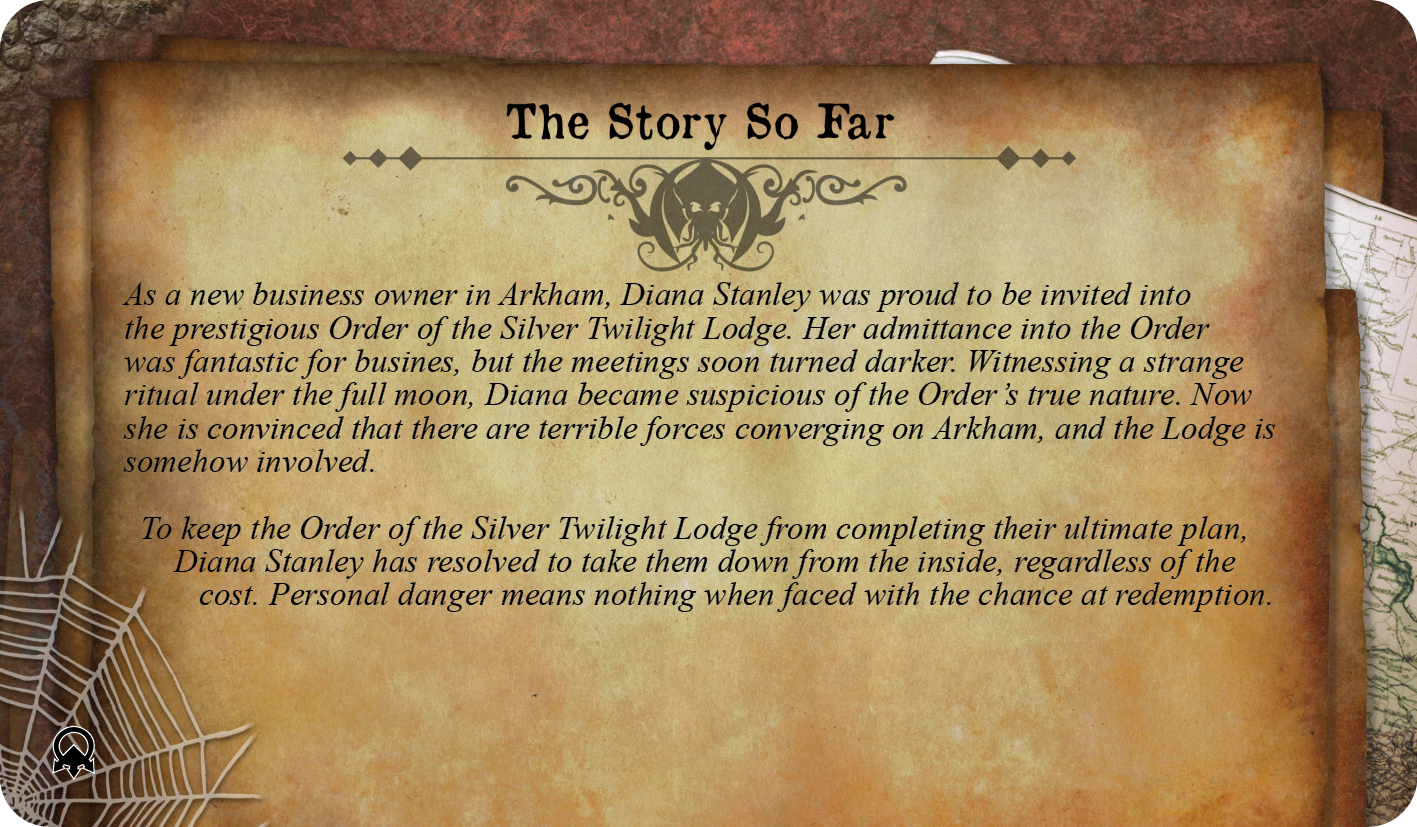 The Story So Far
As a new business owner in Arkham, Diana Stanley was proud to be invited into
the prestigious Order of the Silver Twilight Lodge. Her admittance into the Order
was fantastic for busines, but the meetings soon turned darker. Witnessing a strange
ritual under the full moon, Diana became suspicious of the Order’s true nature. Now
she is convinced that there are terrible forces converging on Arkham, and the Lodge is
somehow involved.
To keep the Order of the Silver Twilight Lodge from completing their ultimate plan,
Diana Stanley has resolved to take them down from the inside, regardless of the
cost. Personal danger means nothing when faced with the chance at redemption.